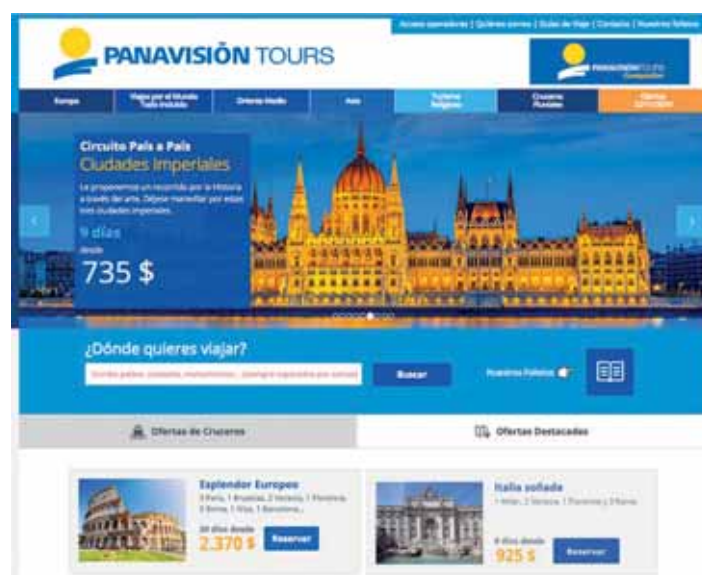 Acceso operadores | Quiénes somos | Guías de Viaje | Contacto | Nuestros folletos
PANAVISIÓN TOURS
PANAVISIÓN TOURS
Europa
Viajes por el Mundo
Todo Incluido
Oriente Medio
Asia
Turismo
Religioso
Cruceros
Fluviales
Ofertas
Circuito País a País
Ciudades Imperiales
Le proponemos un recorrido por la Historia
a través del arte. Déjese maravillar por estas
tres ciudades imperiales.
9 días
desde
735 $
¿Dónde quieres viajar?
Buscar
Nuestros Folletos
Ofertas de Cruceros
Ofertas Destacadas
Esplendor Europeo
3 París, 1 Bruselas, 2 Venecia, 1 Florencia,
3 Roma, 1 Niza, 1 Barcelona...
20 días desde
2.370 $
Reservar
Italia soñada
1 Milán, 2 Venecia, 1 Florencia y 3 Roma
8 días desde
925 $
Reservar